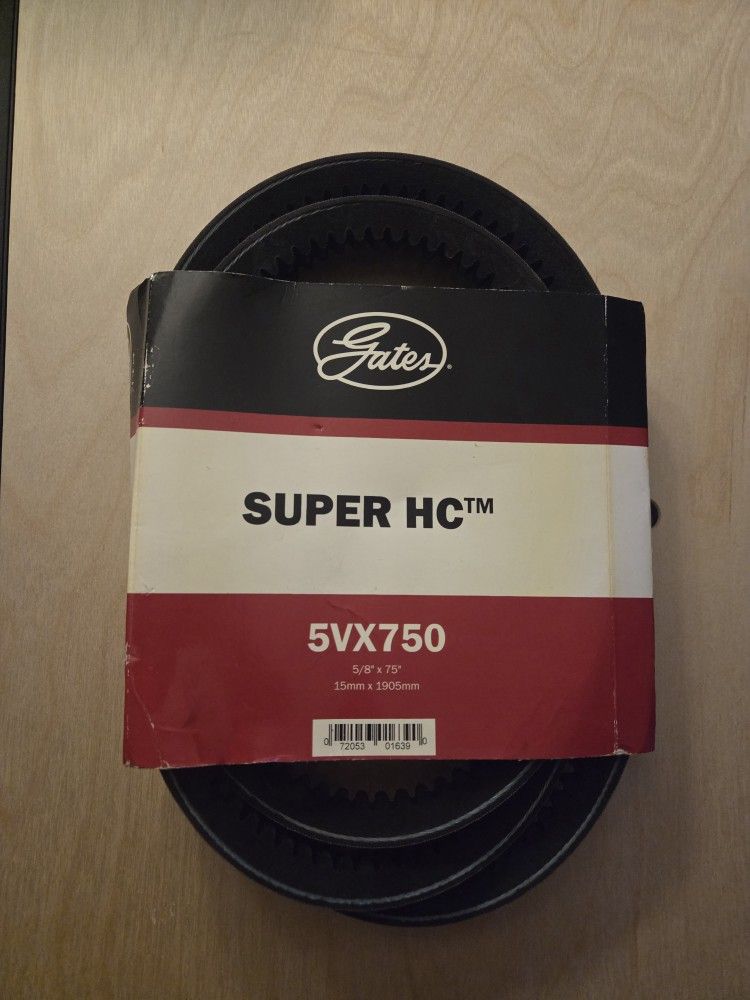 Gates®
SUPER HC™
5VX750
5/8" x 75"
15mm x 1905mm
0 72053 01639 0